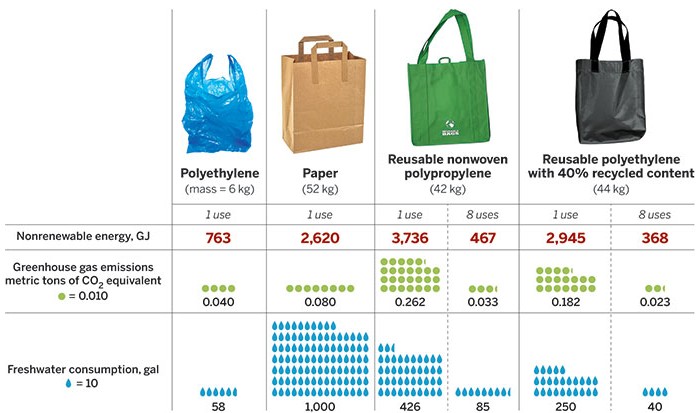 Polyethylene
(mass = 6 kg)
Paper
(52 kg)
Reusable nonwoven
polypropylene
(42 kg)
Reusable polyethylene
with 40% recycled content
(44 kg)
1 use
1 use
1 use
8 uses
1 use
8 uses
Nonrenewable energy, GJ
763
2,620
3,736
467
2,945
368
Greenhouse gas emissions
metric tons of CO2 equivalent
= 0.010
0.040
0.080
0.262
0.033
0.182
0.023
Freshwater consumption, gal
= 10
58
1,000
426
85
250
40